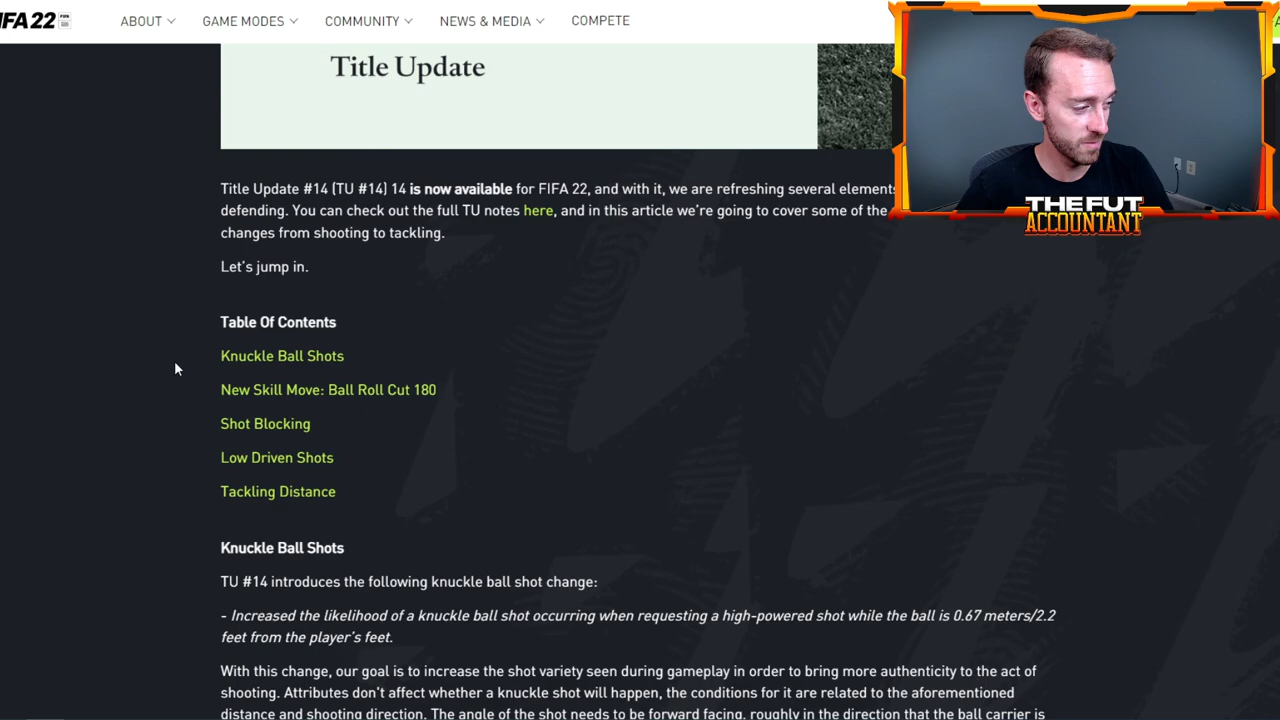 IFA 22
ABOUT
GAME MODES
COMMUNITY
NEWS & MEDIA
COMPETE
Title Update
THE FUT
ACCOUNTANT
Title Update #14 (TU #14) 14 is now available for FIFA 22, and with it, we are refreshing several elements
defending. You can check out the full TU notes here, and in this article we're going to cover some of the
changes from shooting to tackling.
Let's jump in.
Table Of Contents
Knuckle Ball Shots
New Skill Move: Ball Roll Cut 180
Shot Blocking
Low Driven Shots
Tackling Distance
Knuckle Ball Shots
TU #14 introduces the following knuckle ball shot change:
- Increased the likelihood of a knuckle ball shot occurring when requesting a high-powered shot while the ball is 0.67 meters/2.2
feet from the player's feet.
With this change, our goal is to increase the shot variety seen during gameplay in order to bring more authenticity to the act of
shooting. Attributes don't affect whether a knuckle shot will happen, the conditions for it are related to the aforementioned
distance and shooting direction. The angle of the shot needs to be forward facing, roughly in the direction that the ball carrier is